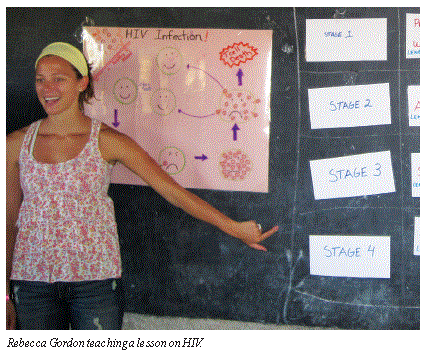 HIV Infection!
STAGE 1
STAGE 2
STAGE 3
STAGE 4
Rebecca Gordon teaching a lesson on HIV